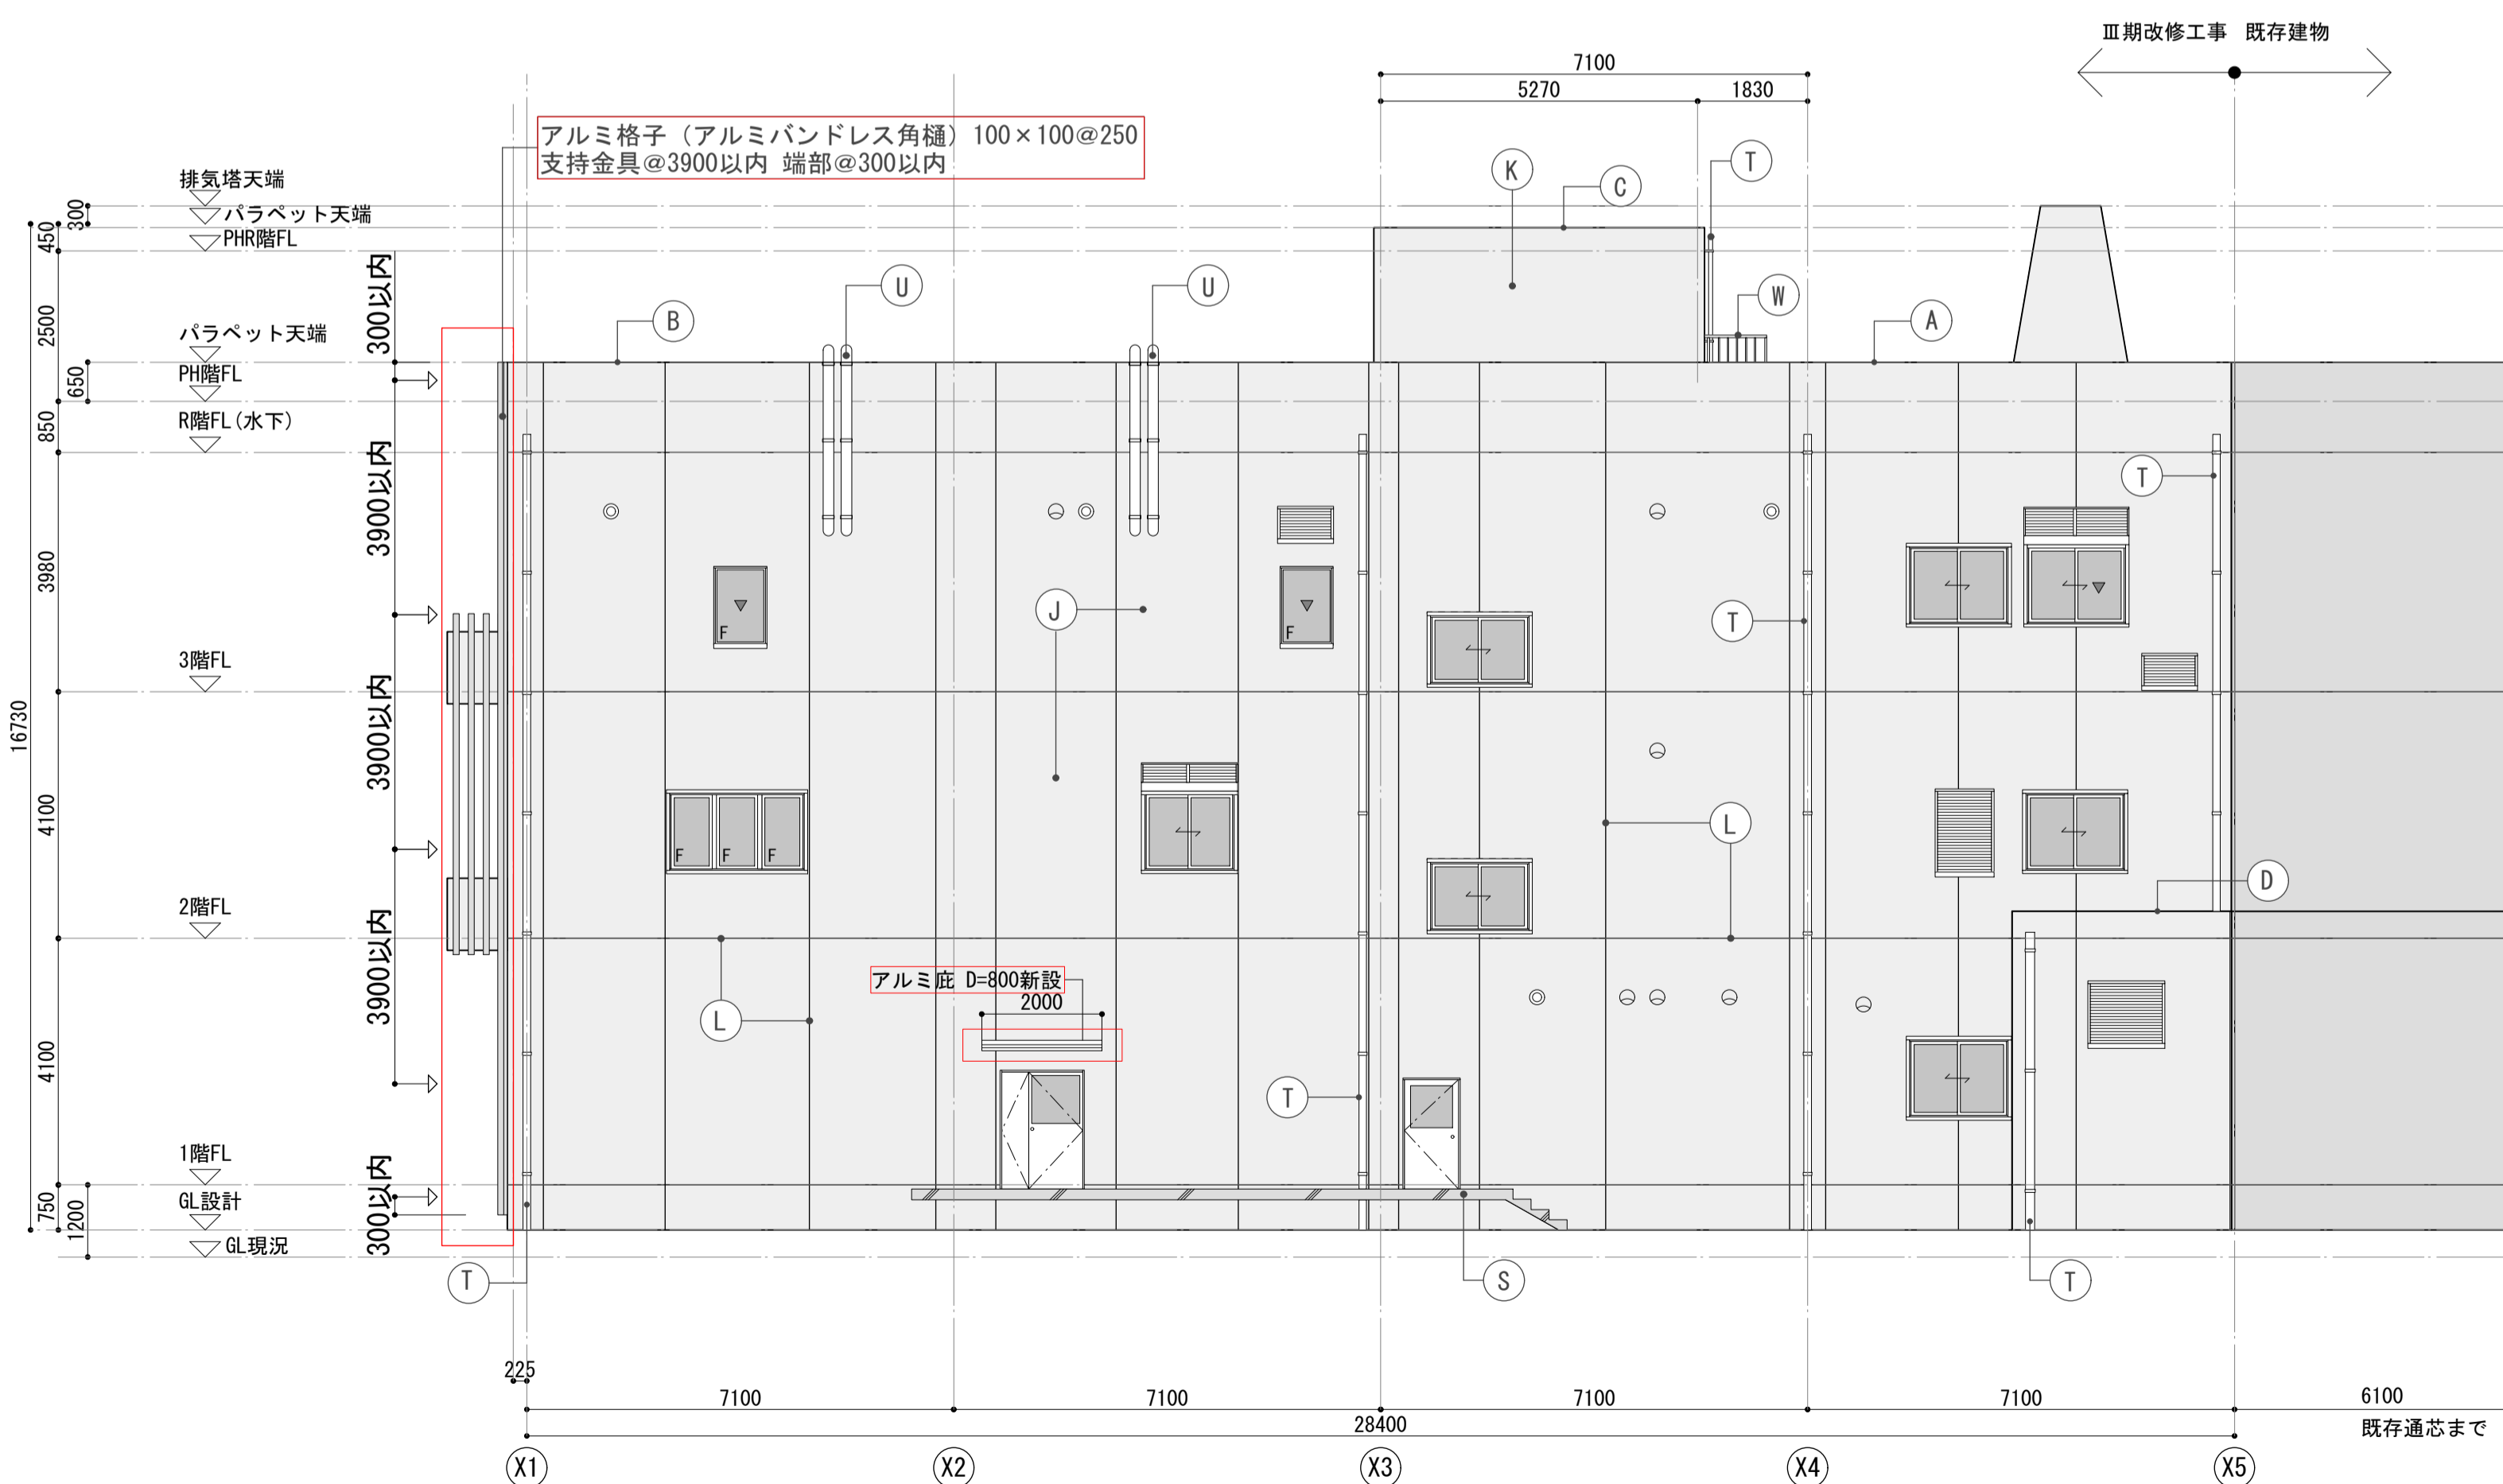 Ⅲ期改修工事 既存建物
7100
5270
1830
アルミ格子（アルミバンドレス角樋）100×100@250
支持金具@3900以内 端部@300以内
K
C
T
排気塔天端
パラペット天端
PHR階FL
300
450
300以内
U
U
B
W
A
2500
パラペット天端
PH階FL
650
R階FL(水下)
850
3900以内
T
3980
F
F
J
T
3階FL
16730
3900以内
4100
F
F
F
L
D
2階FL
3900以内
アルミ庇 D=800新設
2000
L
4100
T
1階FL
GL設計
750
1200
300以内
GL現況
T
S
T
225
7100
7100
7100
7100
6100
28400
既存通芯まで
X1
X2
X3
X4
X5